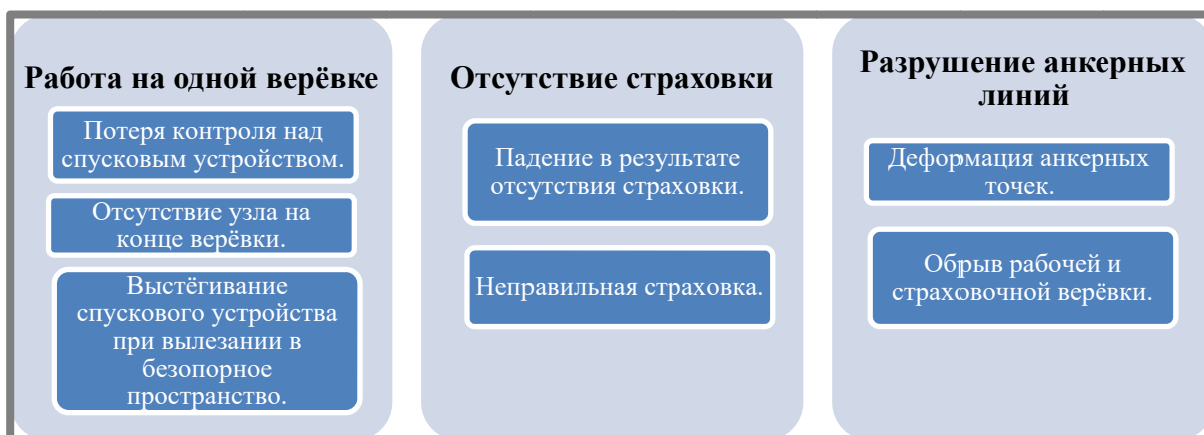 Работа на одной верёвке
Потеря контроля над
спусковым устройством.
Отсутствие узла на
конце верёвки.
Выстёгивание
спускового устройства
при вылезании в
безопорное
пространство.
Отсутствие страховки
Падение в результате
отсутствия страховки.
Неправильная страховка.
Разрушение анкерных
линий
Деформация анкерных
точек.
Обрыв рабочей и
страховочной верёвки.